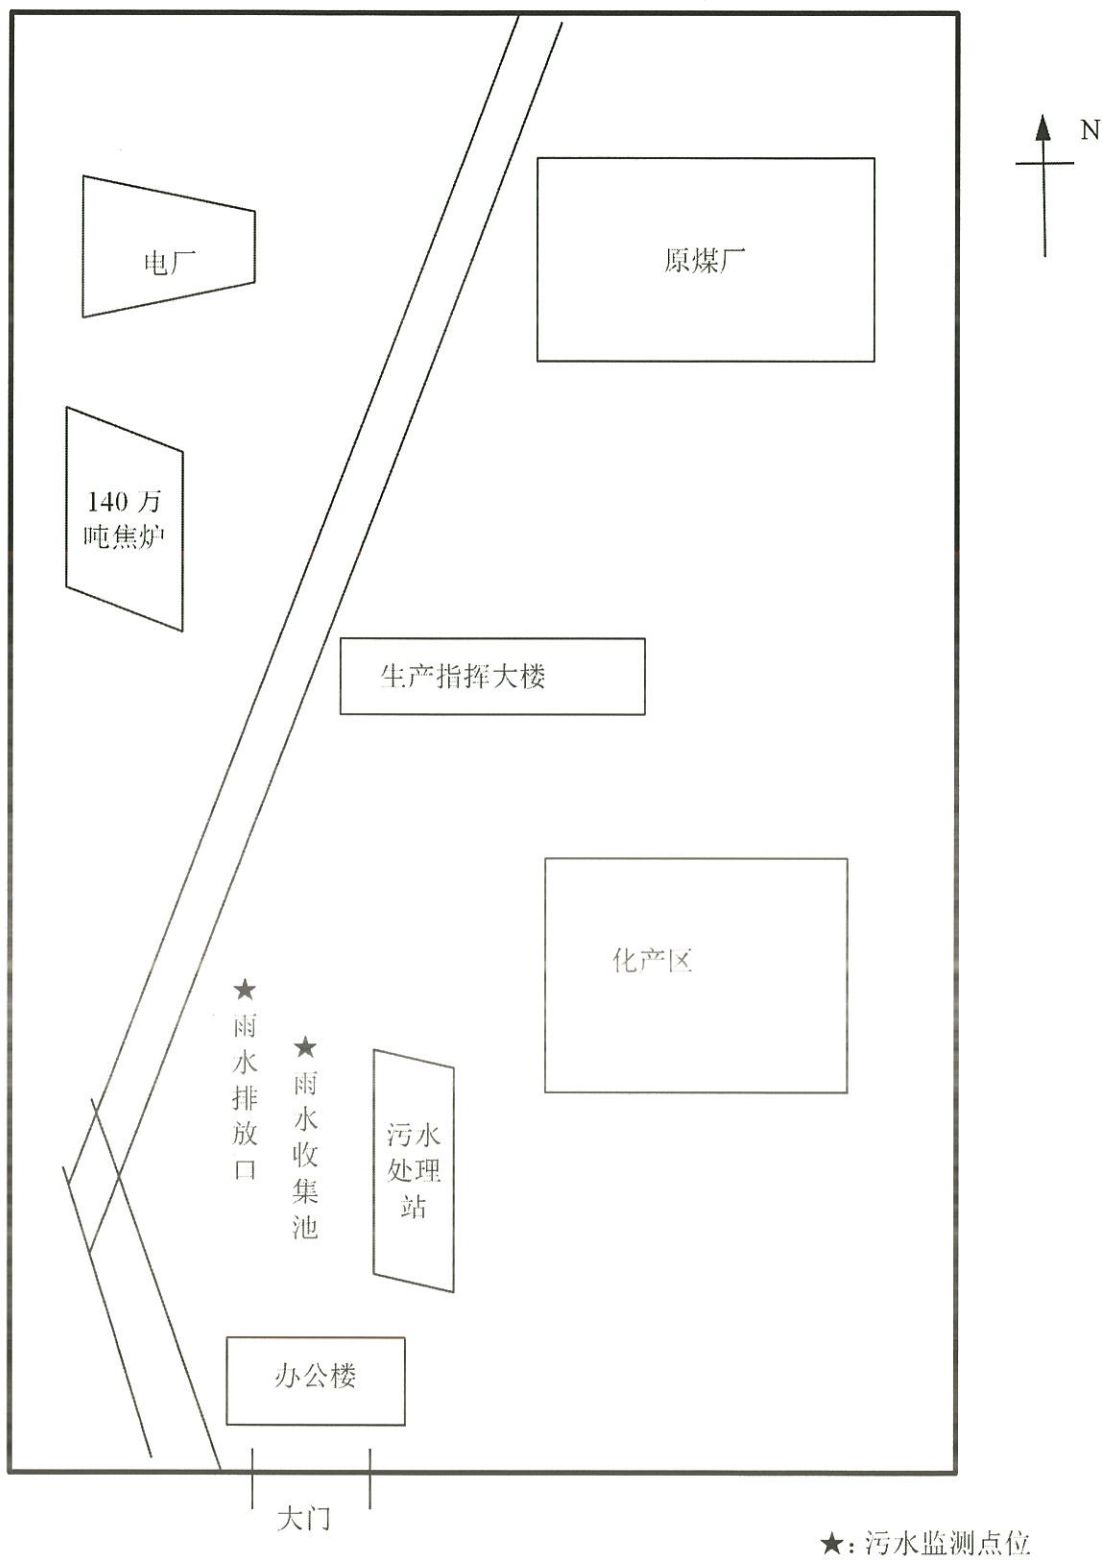 N
电厂
原煤厂
140 万
吨焦炉
生产指挥大楼
化产区
★
雨水排放口
★
雨水收集池
污水
处理
站
办公楼
大门
★: 污水监测点位